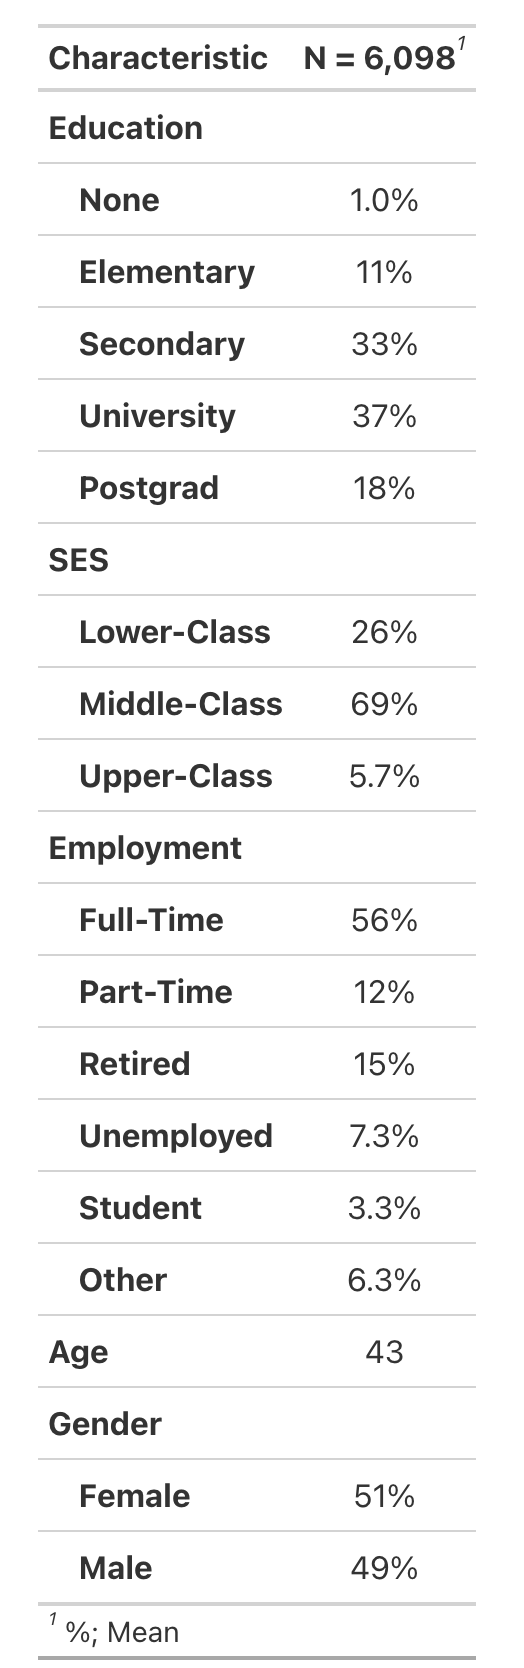 Characteristic N = 6,098¹
Education
None 1.0%
Elementary 11%
Secondary 33%
University 37%
Postgrad 18%
SES
Lower-Class 26%
Middle-Class 69%
Upper-Class 5.7%
Employment
Full-Time 56%
Part-Time 12%
Retired 15%
Unemployed 7.3%
Student 3.3%
Other 6.3%
Age 43
Gender
Female 51%
Male 49%
¹ %; Mean